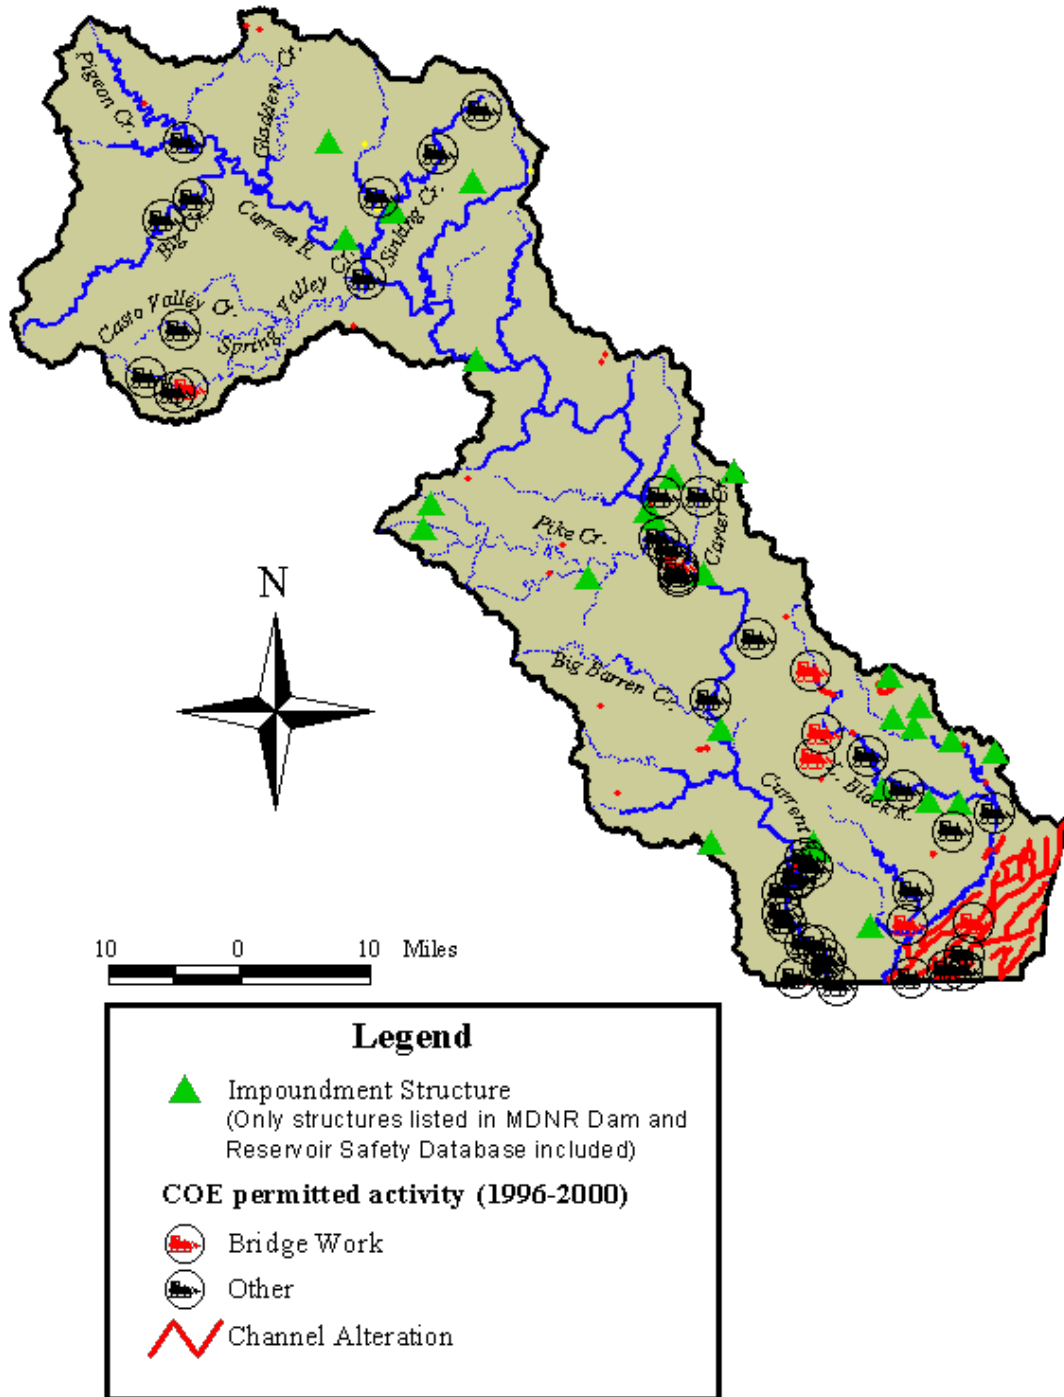 Pigeon Cr.
Gladden Cr.
Big Cr.
Current R.
Sinking Cr.
Casto Valley Cr.
Spring Valley Cr.
Pike Cr.
Carter Cr.
N
Big Barren Cr.
Current
L. Black R.
10 0 10 Miles
Legend
Impoundment Structure
(Only structures listed in MDNR Dam and
Reservoir Safety Database included)
COE permitted activity (1996-2000)
Bridge Work
Other
Channel Alteration